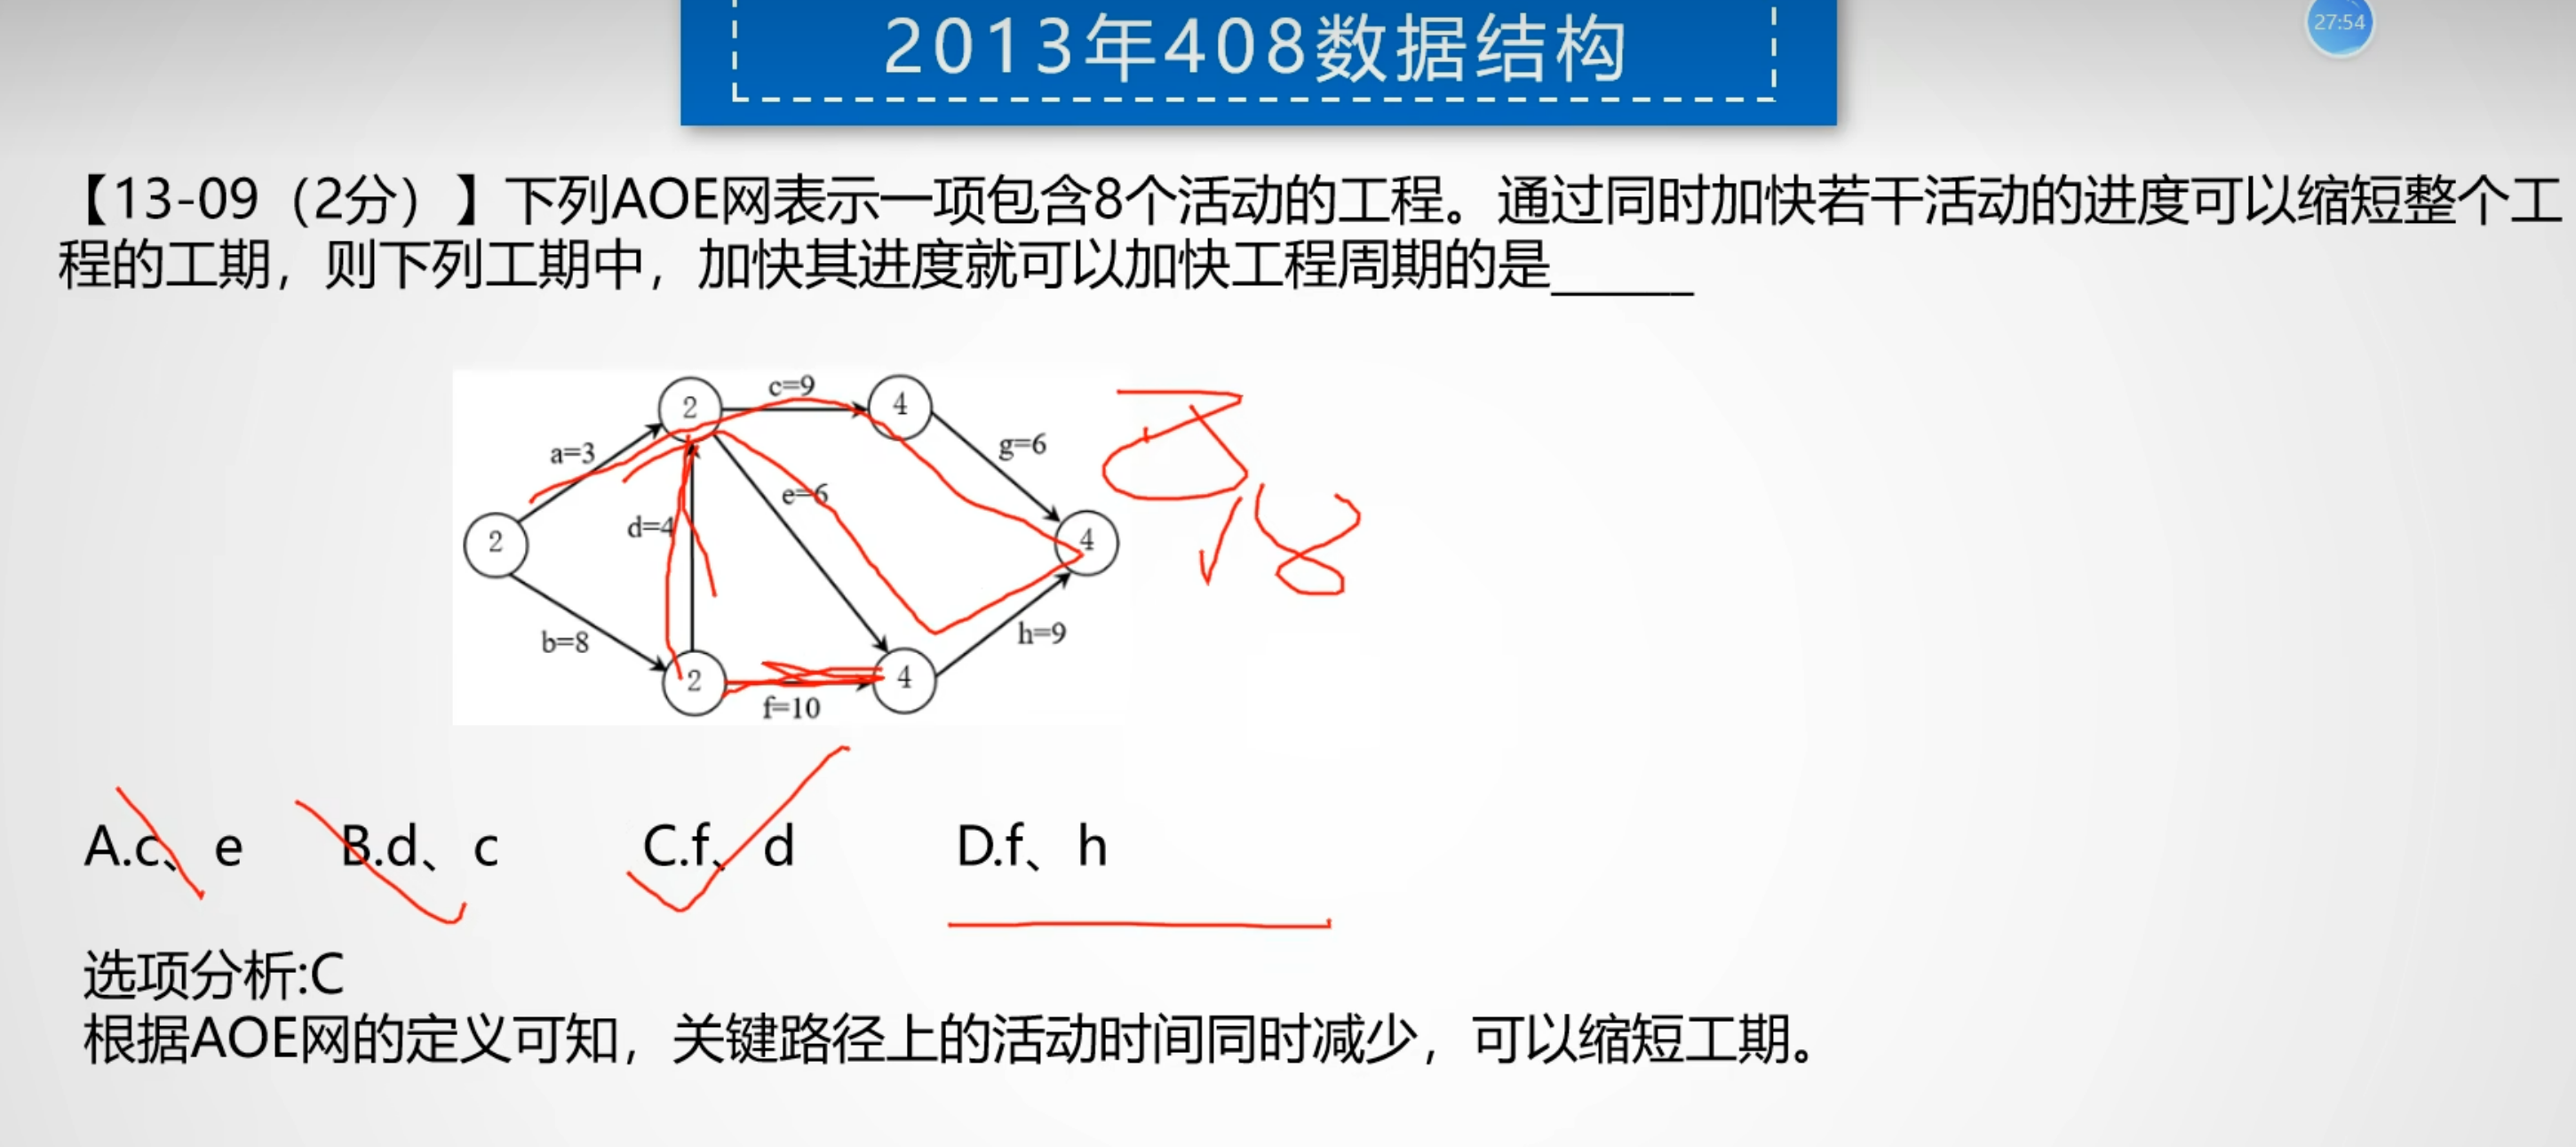 27:54
2013年408数据结构
【13-09（2分）】下列AOE网表示一项包含8个活动的工程。通过同时加快若干活动的进度可以缩短整个工
程的工期，则下列工期中，加快其进度就可以加快工程周期的是______
2 c=9 4
a=3 g=6
e=6
d=4
2 4
b=8 h=9
2 4
f=10
A.c、e B.d、c C.f、d D.f、h
选项分析:C
根据AOE网的定义可知，关键路径上的活动时间同时减少，可以缩短工期。